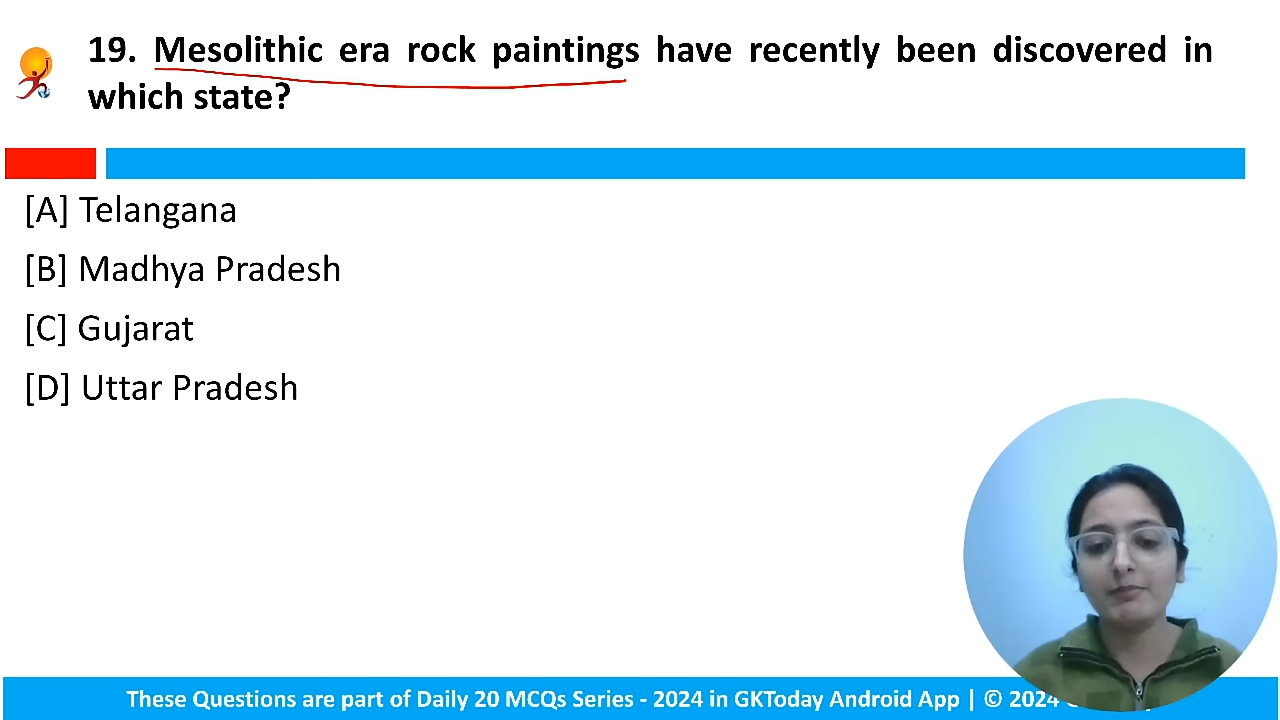 19. Mesolithic era rock paintings have recently been discovered in
which state?
[A] Telangana
[B] Madhya Pradesh
[C] Gujarat
[D] Uttar Pradesh
These Questions are part of Daily 20 MCQs Series - 2024 in GKToday Android App | © 2024